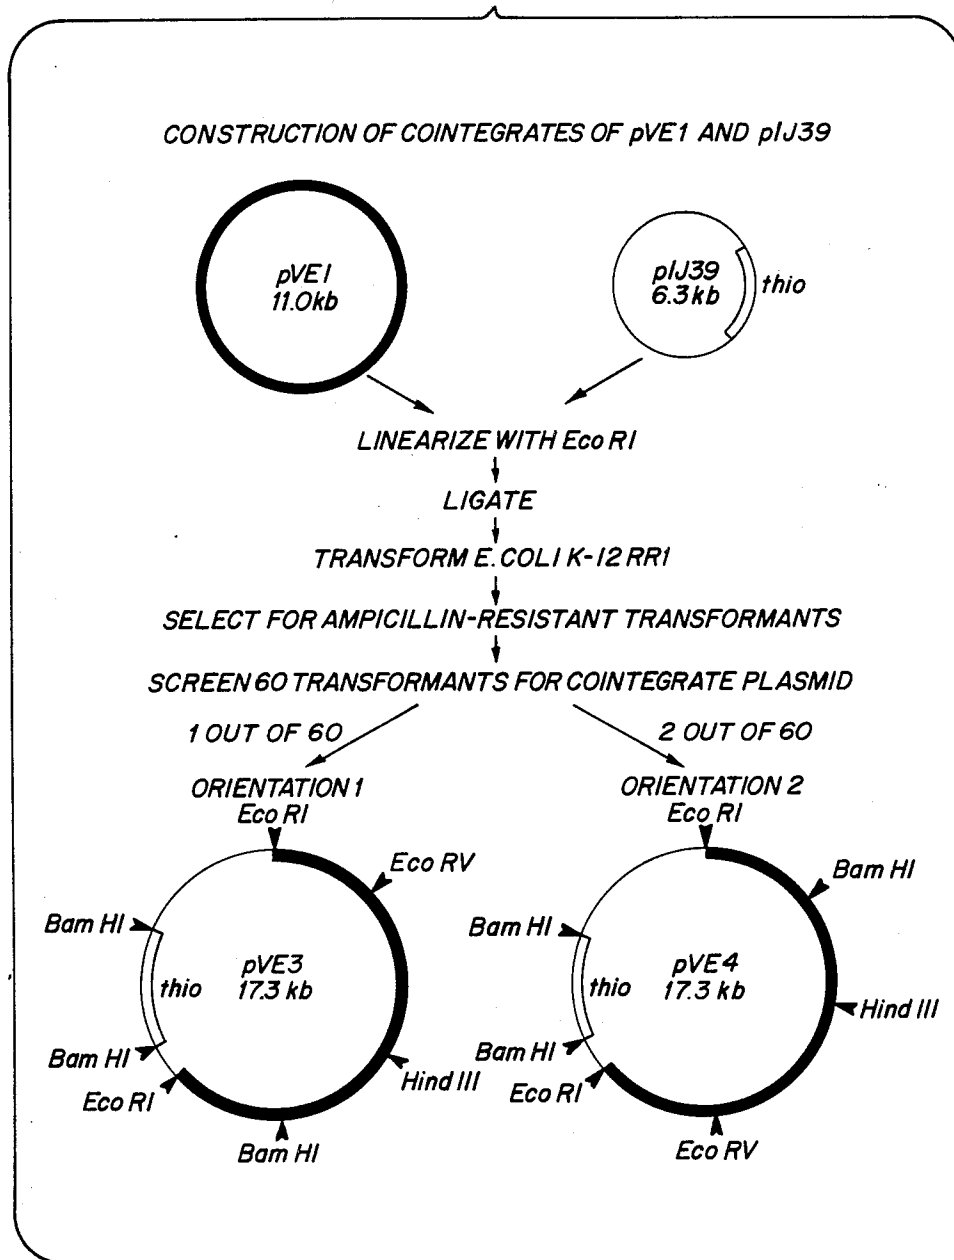 CONSTRUCTION OF COINTEGRATES OF pVE1 AND pIJ39
pVE1
11.0kb
pIJ39
6.3kb
thio
LINEARIZE WITH Eco RI
LIGATE
TRANSFORM E. COLI K-12 RR1
SELECT FOR AMPICILLIN-RESISTANT TRANSFORMANTS
SCREEN 60 TRANSFORMANTS FOR COINTEGRATE PLASMID
1 OUT OF 60
2 OUT OF 60
ORIENTATION 1
Eco RI
Eco RV
Bam HI
pVE3
17.3 kb
thio
Bam HI
Eco RI
Hind III
Bam HI
ORIENTATION 2
Eco RI
Bam HI
Bam HI
pVE4
17.3 kb
thio
Hind III
Bam HI
Eco RI
Eco RV